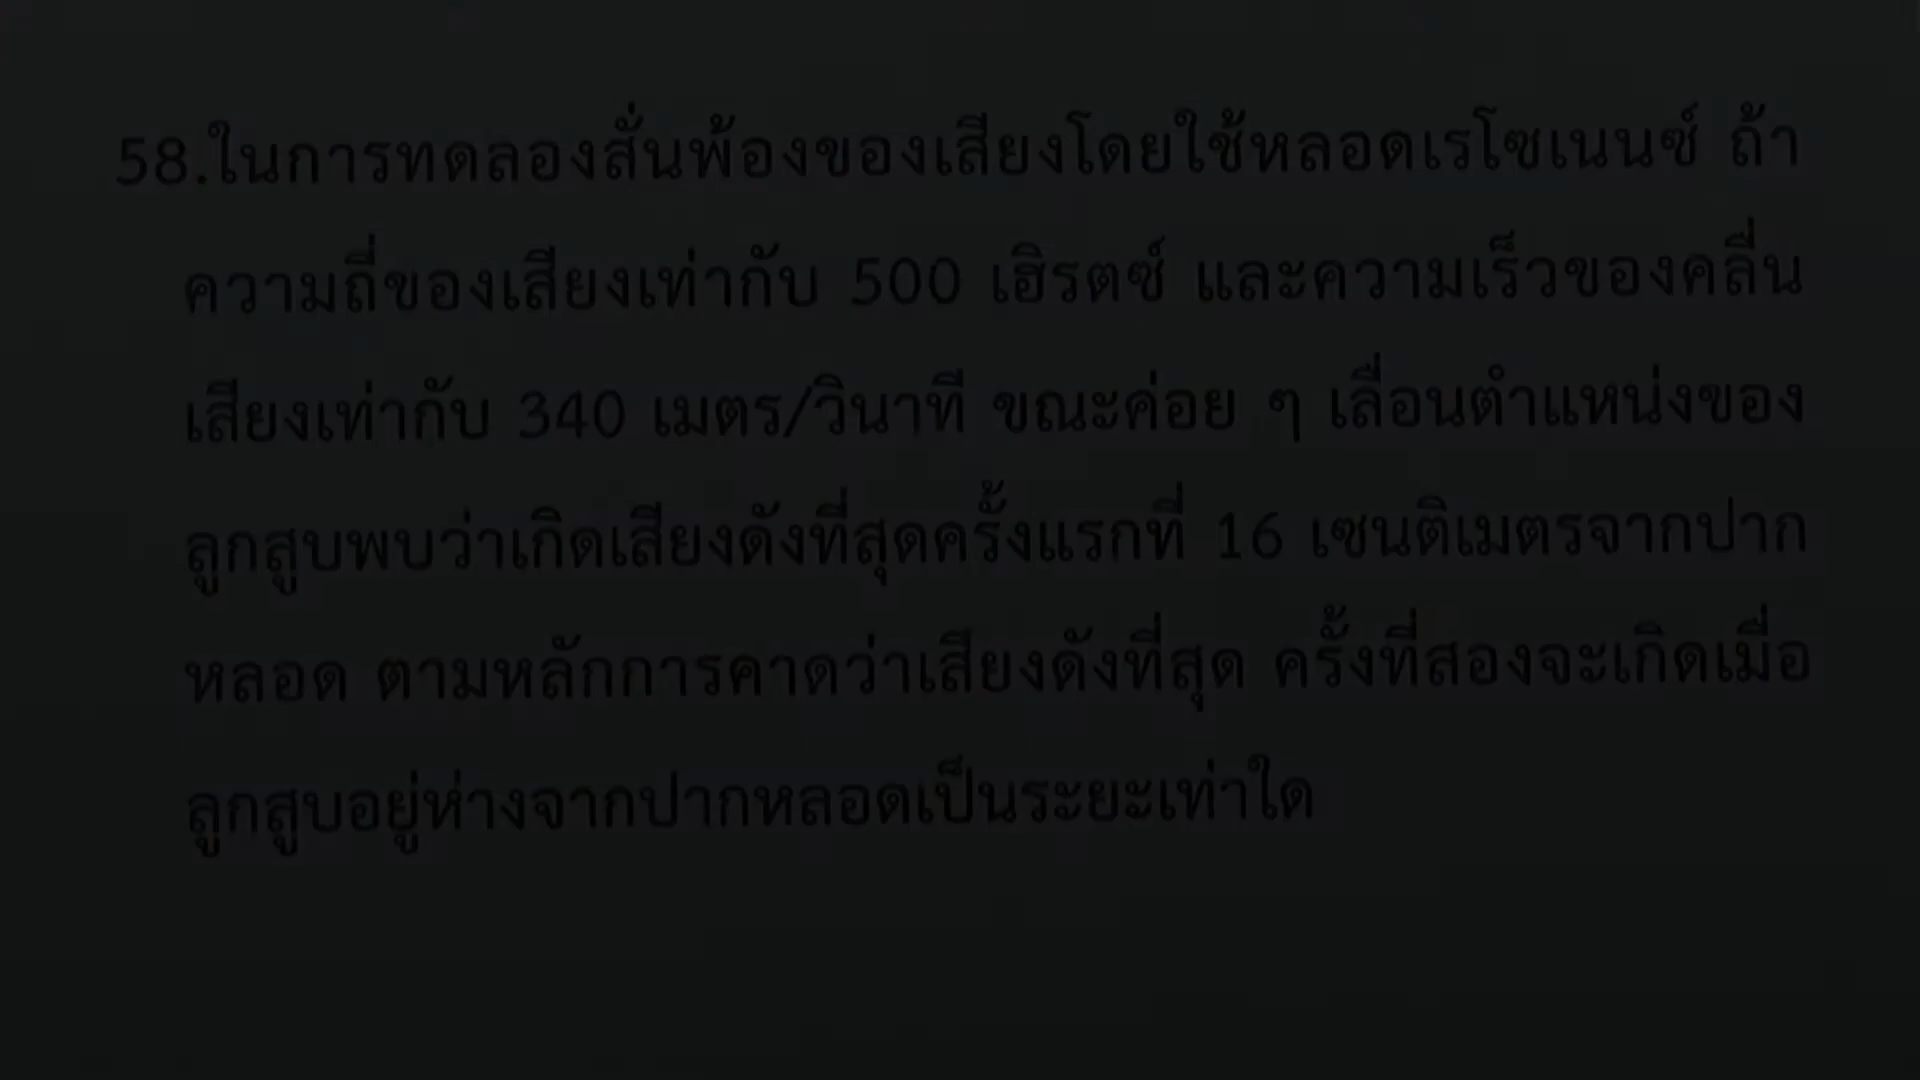 58.ในการทดลองสั่นพ้องของเสียงโดยใช้หลอดเรโซเนนซ์ ถ้า
ความถี่ของเสียงเท่ากับ 500 เฮิรตซ์ และความเร็วของคลื่น
เสียงเท่ากับ 340 เมตร/วินาที ขณะค่อย ๆ เลื่อนตำแหน่งของ
ลูกสูบพบว่าเกิดเสียงดังที่สุดครั้งแรกที่ 16 เซนติเมตรจากปาก
หลอด ตามหลักการคาดว่าเสียงดังที่สุด ครั้งที่สองจะเกิดเมื่อ
ลูกสูบอยู่ห่างจากปากหลอดเป็นระยะเท่าใด